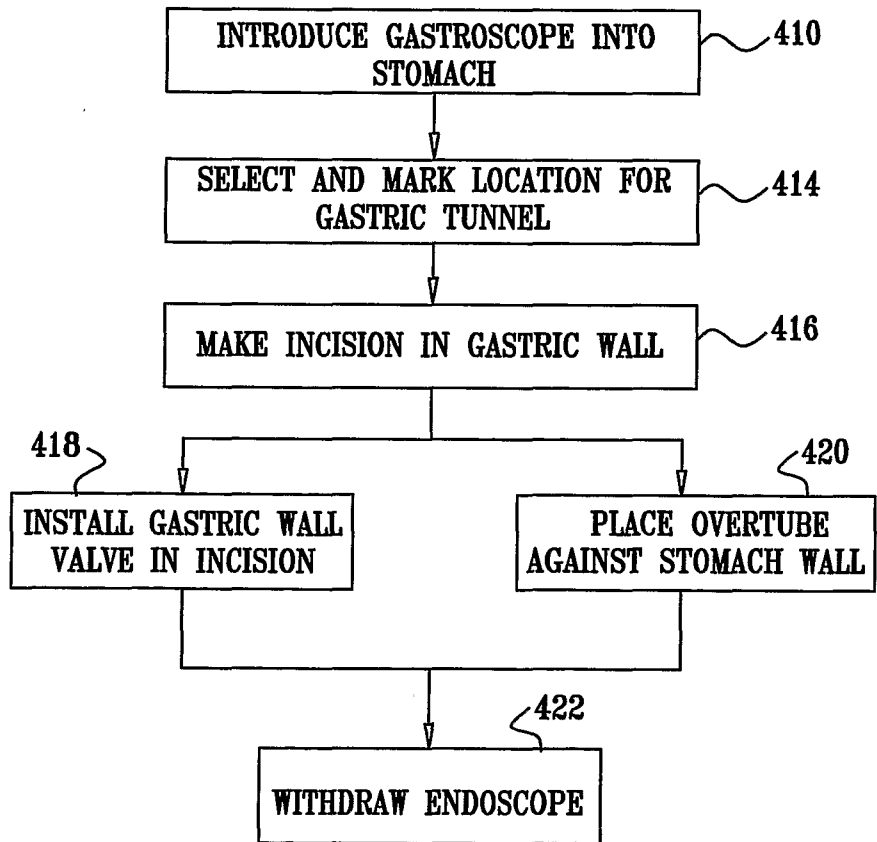 INTRODUCE GASTROSCOPE INTO
STOMACH
410
SELECT AND MARK LOCATION FOR
GASTRIC TUNNEL
414
MAKE INCISION IN GASTRIC WALL
416
418
INSTALL GASTRIC WALL
VALVE IN INCISION
420
PLACE OVERTUBE
AGAINST STOMACH WALL
422
WITHDRAW ENDOSCOPE